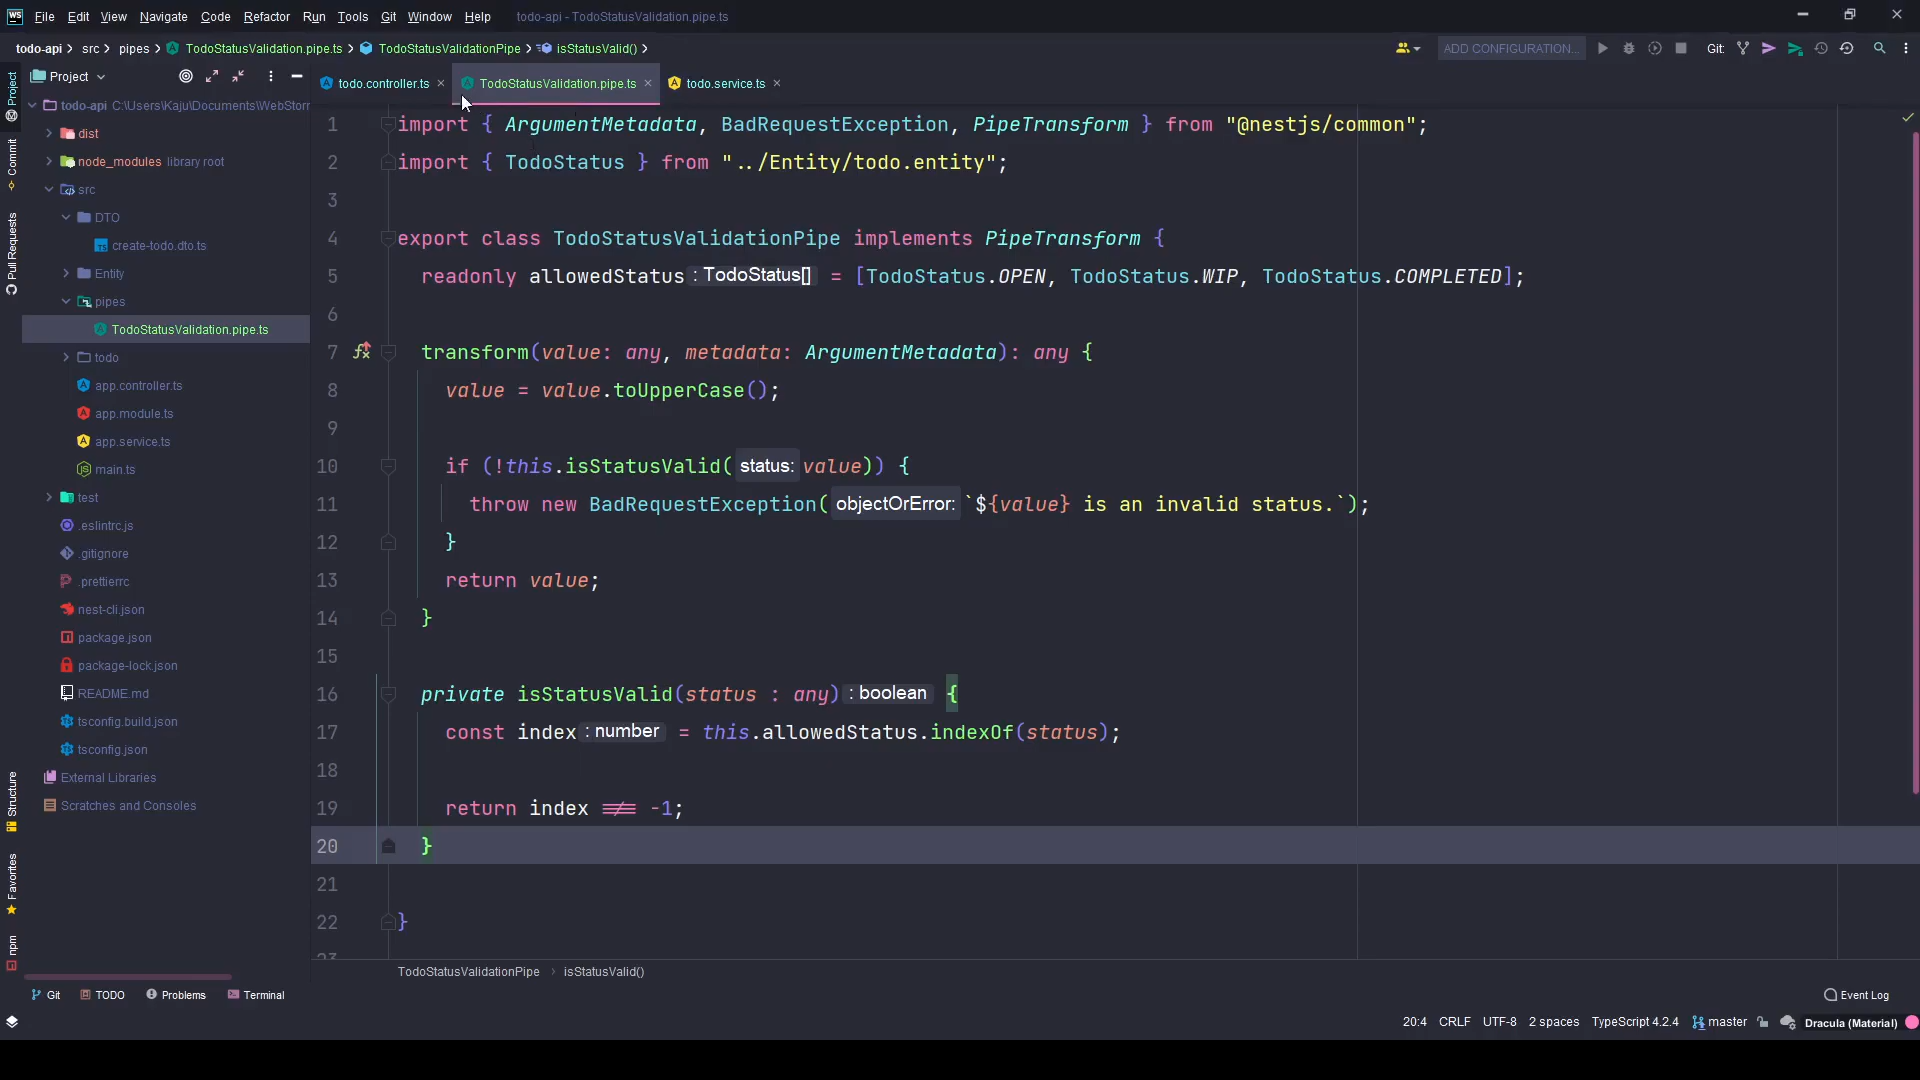 WS File Edit View Navigate Code Refactor Run Tools Git Window Help todo-api - TodoStatusValidation.pipe.ts
todo-api src pipes TodoStatusValidation.pipe.ts TodoStatusValidationPipe isStatusValid() ADD CONFIGURATION... Git:
Project
todo.controller.ts TodoStatusValidation.pipe.ts todo.service.ts
Project
Commit
Pull Requests
Structure
Favorites
npm
todo-api C:\Users\Kaju\Documents\WebStorr
dist
node_modules library root
src
DTO
create-todo.dto.ts
Entity
pipes
TodoStatusValidation.pipe.ts
todo
app.controller.ts
app.module.ts
app.service.ts
main.ts
test
.eslintrc.js
.gitignore
.prettierrc
nest-cli.json
package.json
package-lock.json
README.md
tsconfig.build.json
tsconfig.json
External Libraries
Scratches and Consoles
1 import { ArgumentMetadata, BadRequestException, PipeTransform } from "@nestjs/common";
2 import { TodoStatus } from "../Entity/todo.entity";
3
4 export class TodoStatusValidationPipe implements PipeTransform {
5 readonly allowedStatus : TodoStatus[] = [TodoStatus.OPEN, TodoStatus.WIP, TodoStatus.COMPLETED];
6
7 transform(value: any, metadata: ArgumentMetadata): any {
8 value = value.toUpperCase();
9
10 if (!this.isStatusValid( status: value)) {
11 throw new BadRequestException( objectOrError: `${value} is an invalid status.`);
12 }
13 return value;
14 }
15
16 private isStatusValid(status : any) : boolean {
17 const index : number = this.allowedStatus.indexOf(status);
18
19 return index !== -1;
20 }
21
22 }
23
TodoStatusValidationPipe › isStatusValid()
Git TODO Problems Terminal Event Log
20:4 CRLF UTF-8 2 spaces TypeScript 4.2.4 master Dracula (Material)